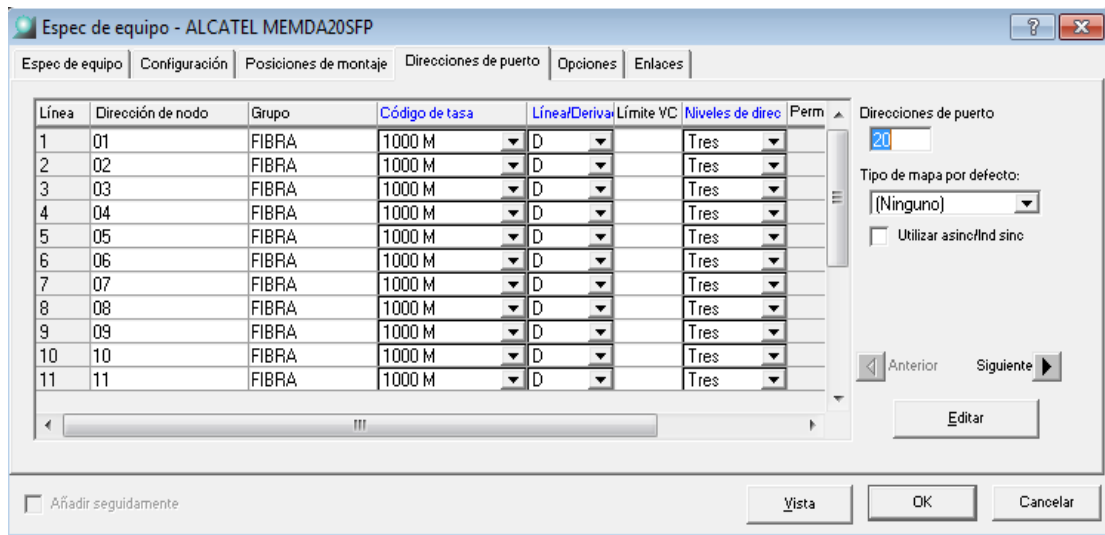 Espec de equipo - ALCATEL MEMDA20SFP
Espec de equipo Configuración Posiciones de montaje Direcciones de puerto Opciones Enlaces
Línea Dirección de nodo Grupo Código de tasa Línea/Deriva Límite VC Niveles de direc Perm
1 01 FIBRA 1000 M D Tres
2 02 FIBRA 1000 M D Tres
3 03 FIBRA 1000 M D Tres
4 04 FIBRA 1000 M D Tres
5 05 FIBRA 1000 M D Tres
6 06 FIBRA 1000 M D Tres
7 07 FIBRA 1000 M D Tres
8 08 FIBRA 1000 M D Tres
9 09 FIBRA 1000 M D Tres
10 10 FIBRA 1000 M D Tres
11 11 FIBRA 1000 M D Tres
Direcciones de puerto
20
Tipo de mapa por defecto:
(Ninguno)
Utilizar asinc/Ind sinc
Anterior Siguiente
Editar
Añadir seguidamente
Vista OK Cancelar